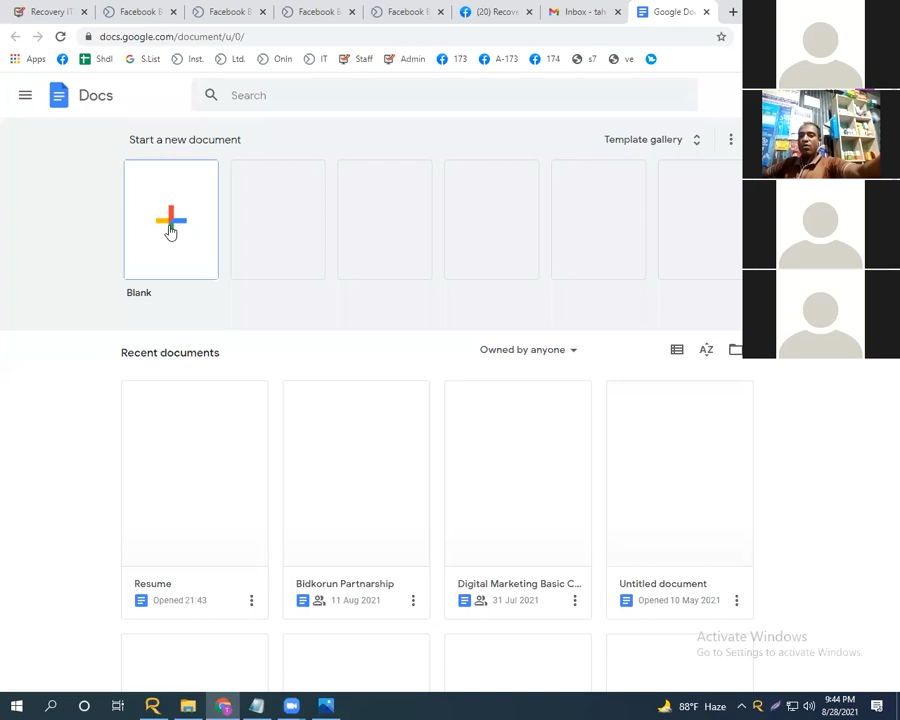 Recovery IT
Facebook B
Facebook B
Facebook B
Facebook B
(20) Recove
Inbox - tah
Google Do
docs.google.com/document/u/0/
Apps
Shdl
S.List
Inst.
Ltd.
OnIn
IT
Staff
Admin
173
A-173
174
s7
ve
Docs
Search
Start a new document
Template gallery
Blank
Recent documents
Owned by anyone
AZ
Resume
Opened 21:43
Bidkorun Partnarship
11 Aug 2021
Digital Marketing Basic C...
31 Jul 2021
Untitled document
Opened 10 May 2021
Activate Windows
Go to Settings to activate Windows.
88°F Haze
9:44 PM
8/28/2021